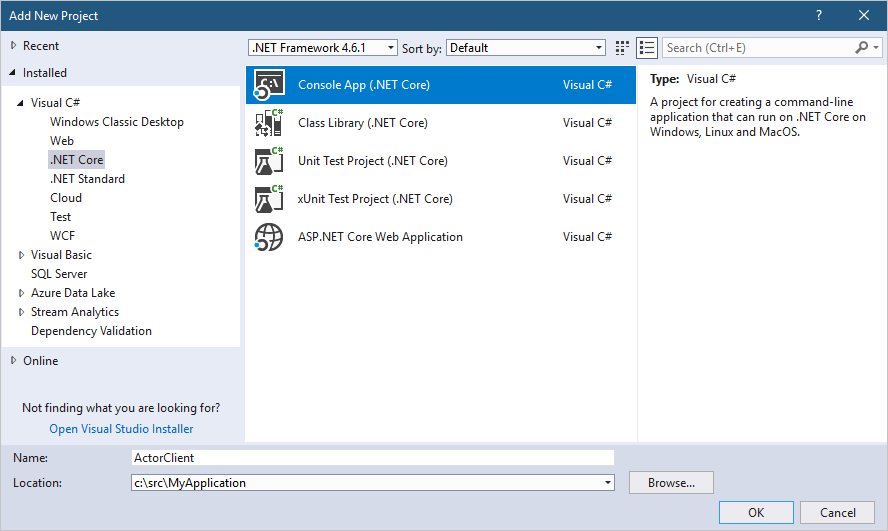 Add New Project
?
Recent
.NET Framework 4.6.1
Sort by:
Default
Search (Ctrl+E)
Installed
Visual C#
Windows Classic Desktop
Web
.NET Core
.NET Standard
Cloud
Test
WCF
Visual Basic
SQL Server
Azure Data Lake
Stream Analytics
Dependency Validation
Online
Not finding what you are looking for?
Open Visual Studio Installer
C:\
Console App (.NET Core)
Visual C#
C#
Class Library (.NET Core)
Visual C#
C#
Unit Test Project (.NET Core)
Visual C#
C#
xUnit Test Project (.NET Core)
Visual C#
ASP.NET Core Web Application
Visual C#
Type: Visual C#
A project for creating a command-line
application that can run on .NET Core on
Windows, Linux and MacOS.
Name:
ActorClient
Location:
c:\src\MyApplication
Browse...
OK
Cancel